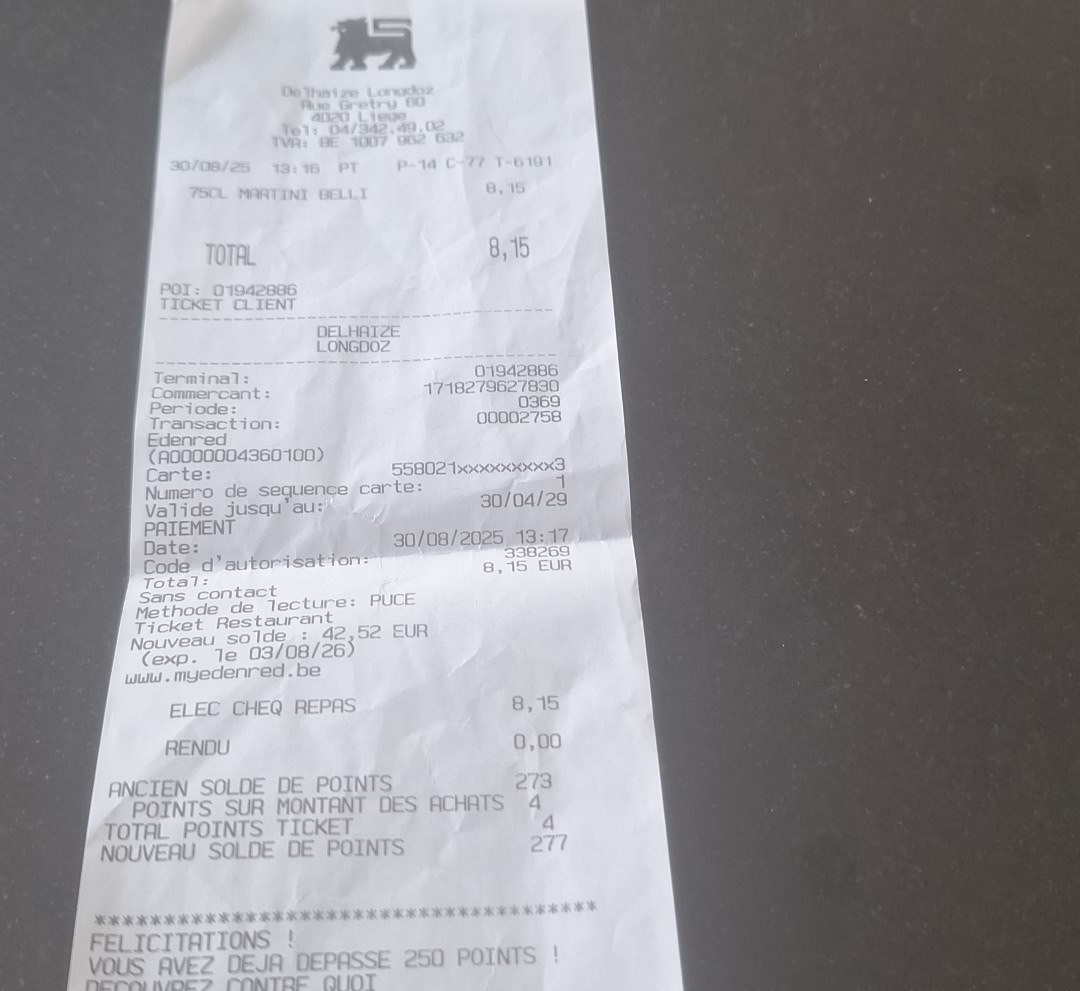 Delhaize Longdoz
Rue Gretry 60
4020 Liege
Tel: 04/342.49.02
TVA: BE 1007 962 632
30/08/25 13:16 PT P-14 C-77 T-6191
75CL MARTINI BELLI 8,15
TOTAL 8,15
POI: 01942886
TICKET CLIENT
DELHAIZE
LONGDOZ
Terminal: 01942886
Commercant: 1718279627830
Periode: 0369
Transaction: 00002758
Edenred
(A0000004360100)
Carte: 558021xxxxxxxxx3
Numero de sequence carte: 1
Valide jusqu'au: 30/04/29
PAIEMENT
Date: 30/08/2025 13:17
Code d'autorisation: 338269
Total: 8,15 EUR
Sans contact
Methode de lecture: PUCE
Ticket Restaurant
Nouveau solde : 42,52 EUR
(exp. le 03/08/26)
www.myedenred.be
ELEC CHEQ REPAS 8,15
RENDU 0,00
ANCIEN SOLDE DE POINTS 273
POINTS SUR MONTANT DES ACHATS 4
TOTAL POINTS TICKET 4
NOUVEAU SOLDE DE POINTS 277
*************************************
FELICITATIONS !
VOUS AVEZ DEJA DEPASSE 250 POINTS !
DECOUVREZ CONTRE QUOI